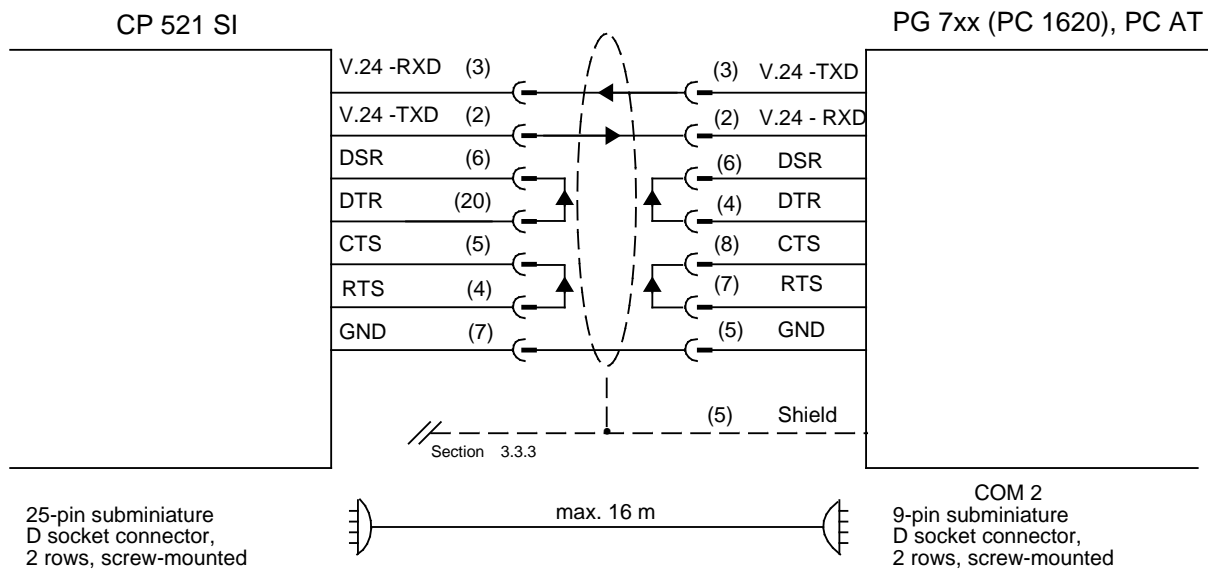 CP 521 SI
PG 7xx (PC 1620), PC AT
V.24 -RXD (3) (3) V.24 -TXD
V.24 -TXD (2) (2) V.24 - RXD
DSR (6) (6) DSR
DTR (20) (4) DTR
CTS (5) (8) CTS
RTS (4) (7) RTS
GND (7) (5) GND
(5) Shield
Section 3.3.3
25-pin subminiature
D socket connector,
2 rows, screw-mounted
max. 16 m
COM 2
9-pin subminiature
D socket connector,
2 rows, screw-mounted